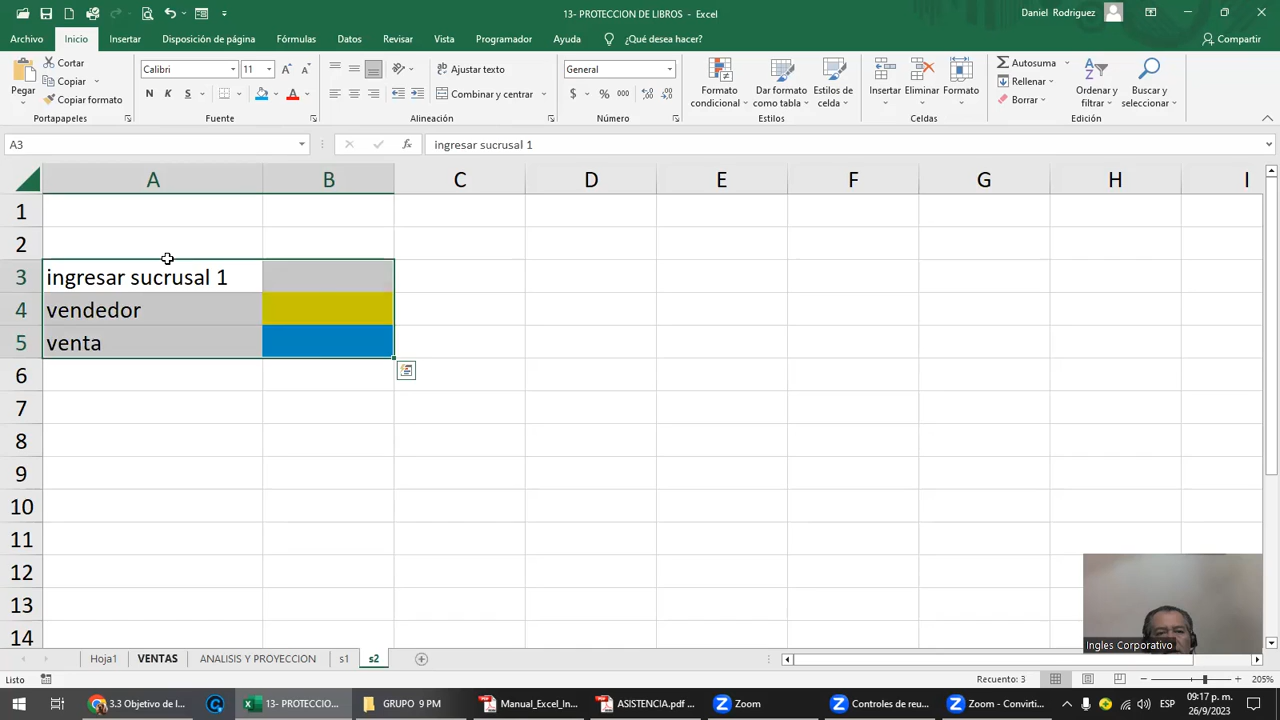 13- PROTECCION DE LIBROS - Excel
Daniel Rodriguez
Archivo Inicio Insertar Disposición de página Fórmulas Datos Revisar Vista Programador Ayuda ¿Qué desea hacer? Compartir
Pegar
Cortar
Copiar
Copiar formato
Portapapeles
Calibri 11
N K S
Fuente
Ajustar texto
Combinar y centrar
Alineación
General
$ % 000
Número
Formato condicional
Dar formato como tabla
Estilos de celda
Estilos
Insertar Eliminar Formato
Celdas
Autosuma
Rellenar
Borrar
Ordenar y filtrar
Buscar y seleccionar
Edición
A3 fx ingresar sucrusal 1
A B C D E F G H I
1
2
3 ingresar sucrusal 1
4 vendedor
5 venta
6
7
8
9
10
11
12
13
14
Ingles Corporativo
Hoja1 VENTAS ANALISIS Y PROYECCION s1 s2
Listo Recuento: 3 205%
3.3 Objetivo de l... 13- PROTECCIO... GRUPO 9 PM Manual_Excel_In... ASISTENCIA.pdf ... Zoom Controles de reu... Zoom - Convirti... ESP 09:17 p. m.
26/9/2023